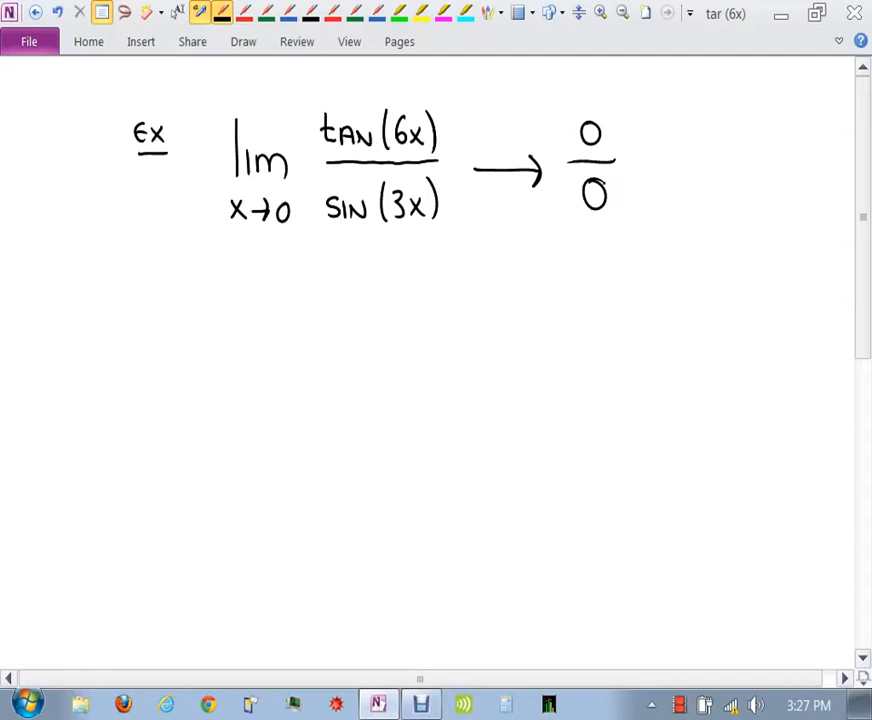 tar (6x)
File Home Insert Share Draw Review View Pages
Ex lim x→0 tAN(6x) / sIN(3x) → 0/0
3:27 PM